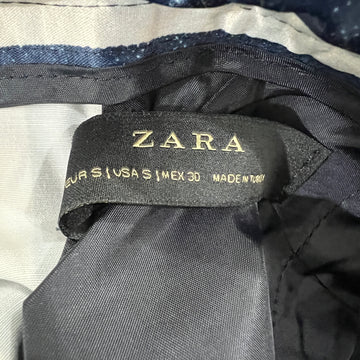 ZARA
EUR S | USA S | MEX 30 MADE IN TURKEY